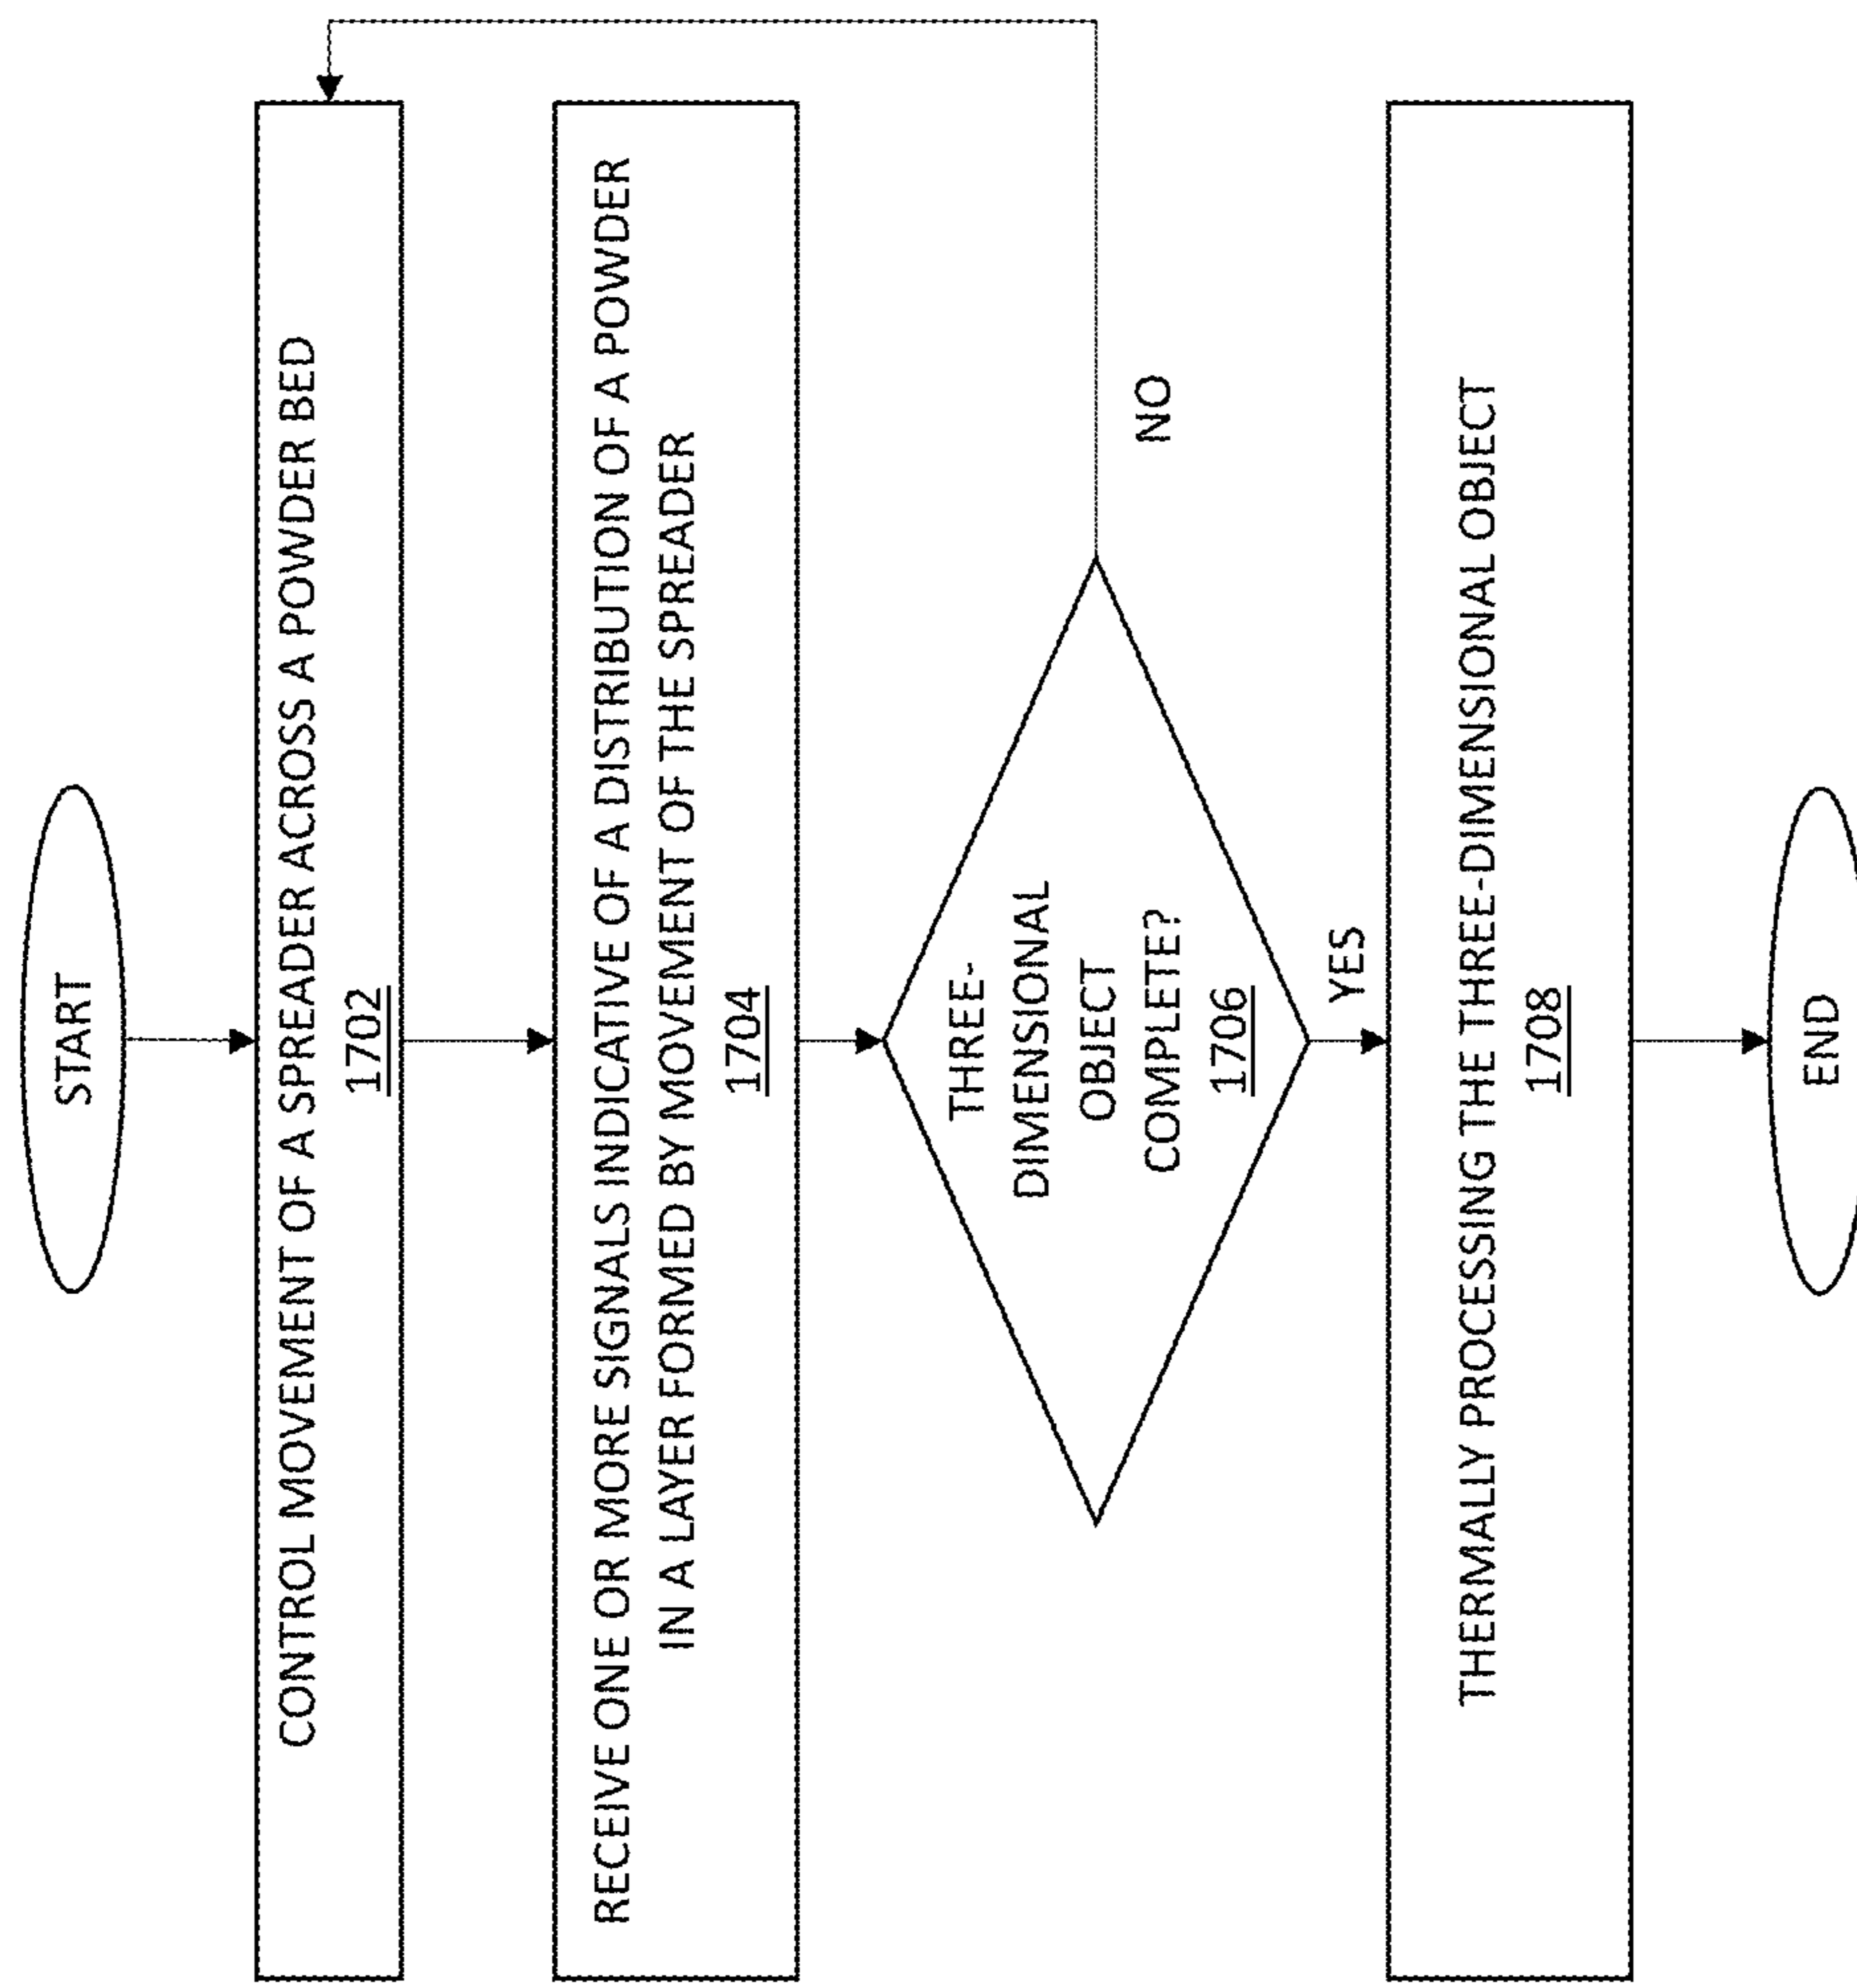 START
CONTROL MOVEMENT OF A SPREADER ACROSS A POWDER BED
1702
RECEIVE ONE OR MORE SIGNALS INDICATIVE OF A DISTRIBUTION OF A POWDER
IN A LAYER FORMED BY MOVEMENT OF THE SPREADER
1704
THREE-
DIMENSIONAL
OBJECT
COMPLETE?
1706
NO
YES
THERMALLY PROCESSING THE THREE-DIMENSIONAL OBJECT
1708
END